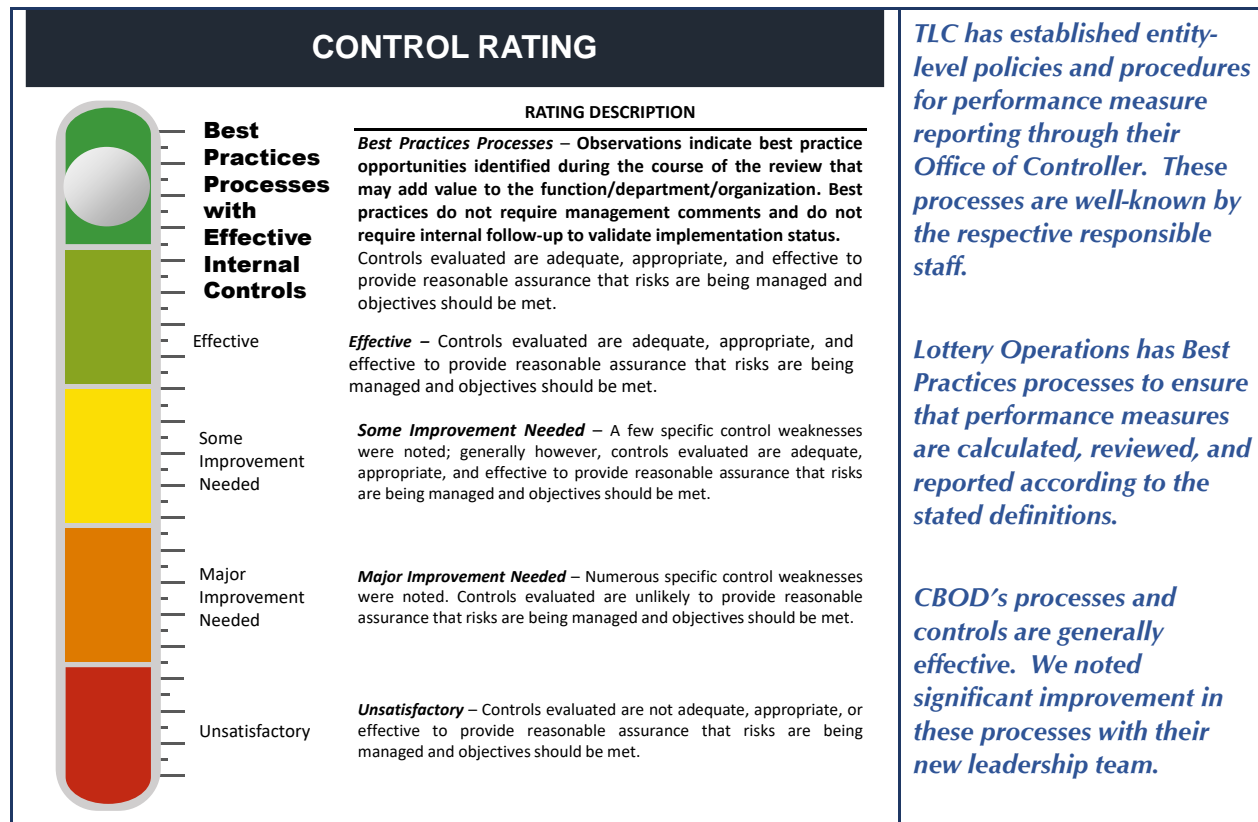 CONTROL RATING
RATING DESCRIPTION
Best
Practices
Processes
with
Effective
Internal
Controls
Best Practices Processes – Observations indicate best practice
opportunities identified during the course of the review that
may add value to the function/department/organization. Best
practices do not require management comments and do not
require internal follow-up to validate implementation status.
Controls evaluated are adequate, appropriate, and effective to
provide reasonable assurance that risks are being managed and
objectives should be met.
Effective
Effective – Controls evaluated are adequate, appropriate, and
effective to provide reasonable assurance that risks are being
managed and objectives should be met.
Some
Improvement
Needed
Some Improvement Needed – A few specific control weaknesses
were noted; generally however, controls evaluated are adequate,
appropriate, and effective to provide reasonable assurance that risks
are being managed and objectives should be met.
Major
Improvement
Needed
Major Improvement Needed – Numerous specific control weaknesses
were noted. Controls evaluated are unlikely to provide reasonable
assurance that risks are being managed and objectives should be met.
Unsatisfactory
Unsatisfactory – Controls evaluated are not adequate, appropriate, or
effective to provide reasonable assurance that risks are being
managed and objectives should be met.
TLC has established entity-
level policies and procedures
for performance measure
reporting through their
Office of Controller. These
processes are well-known by
the respective responsible
staff.
Lottery Operations has Best
Practices processes to ensure
that performance measures
are calculated, reviewed, and
reported according to the
stated definitions.
CBOD's processes and
controls are generally
effective. We noted
significant improvement in
these processes with their
new leadership team.